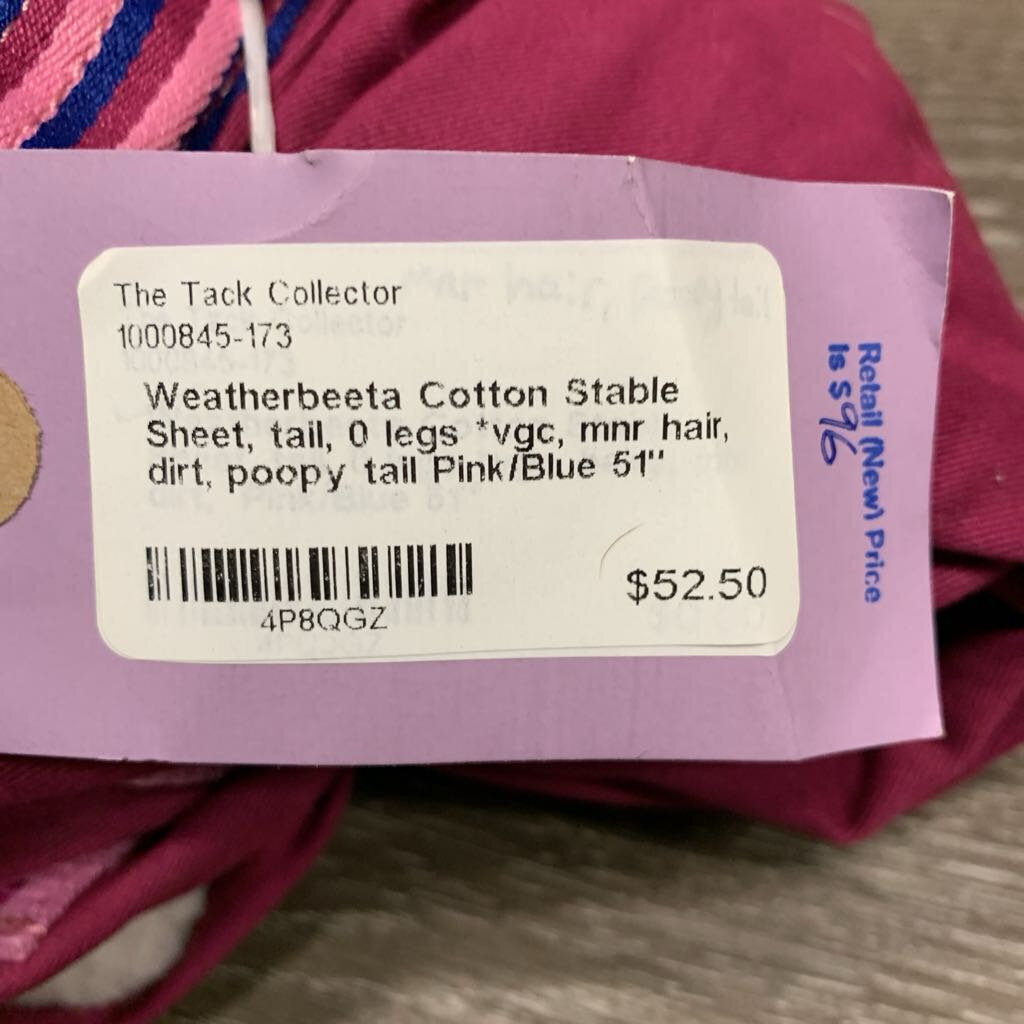 The Tack Collector
1000845-173
Weatherbeeta Cotton Stable
Sheet, tail, 0 legs *vgc, mnr hair,
dirt, poopy tail Pink/Blue 51"
4P8QGZ
$52.50
Retail (New) Price
Is $96